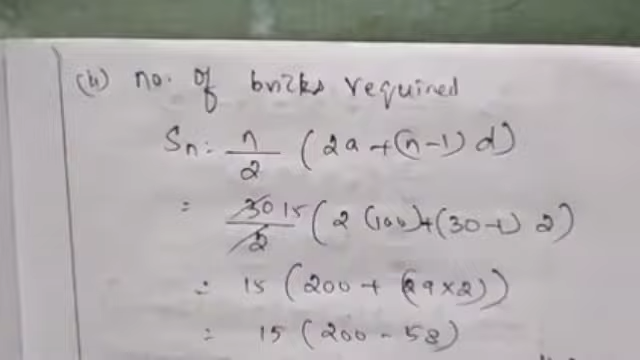 (ii) no. of bricks required
Sn = n/2 (2a + (n-1) d)
= 30 15/2 (2 (100) + (30-1) 2)
= 15 (200 + (29×2))
= 15 (200 - 58)